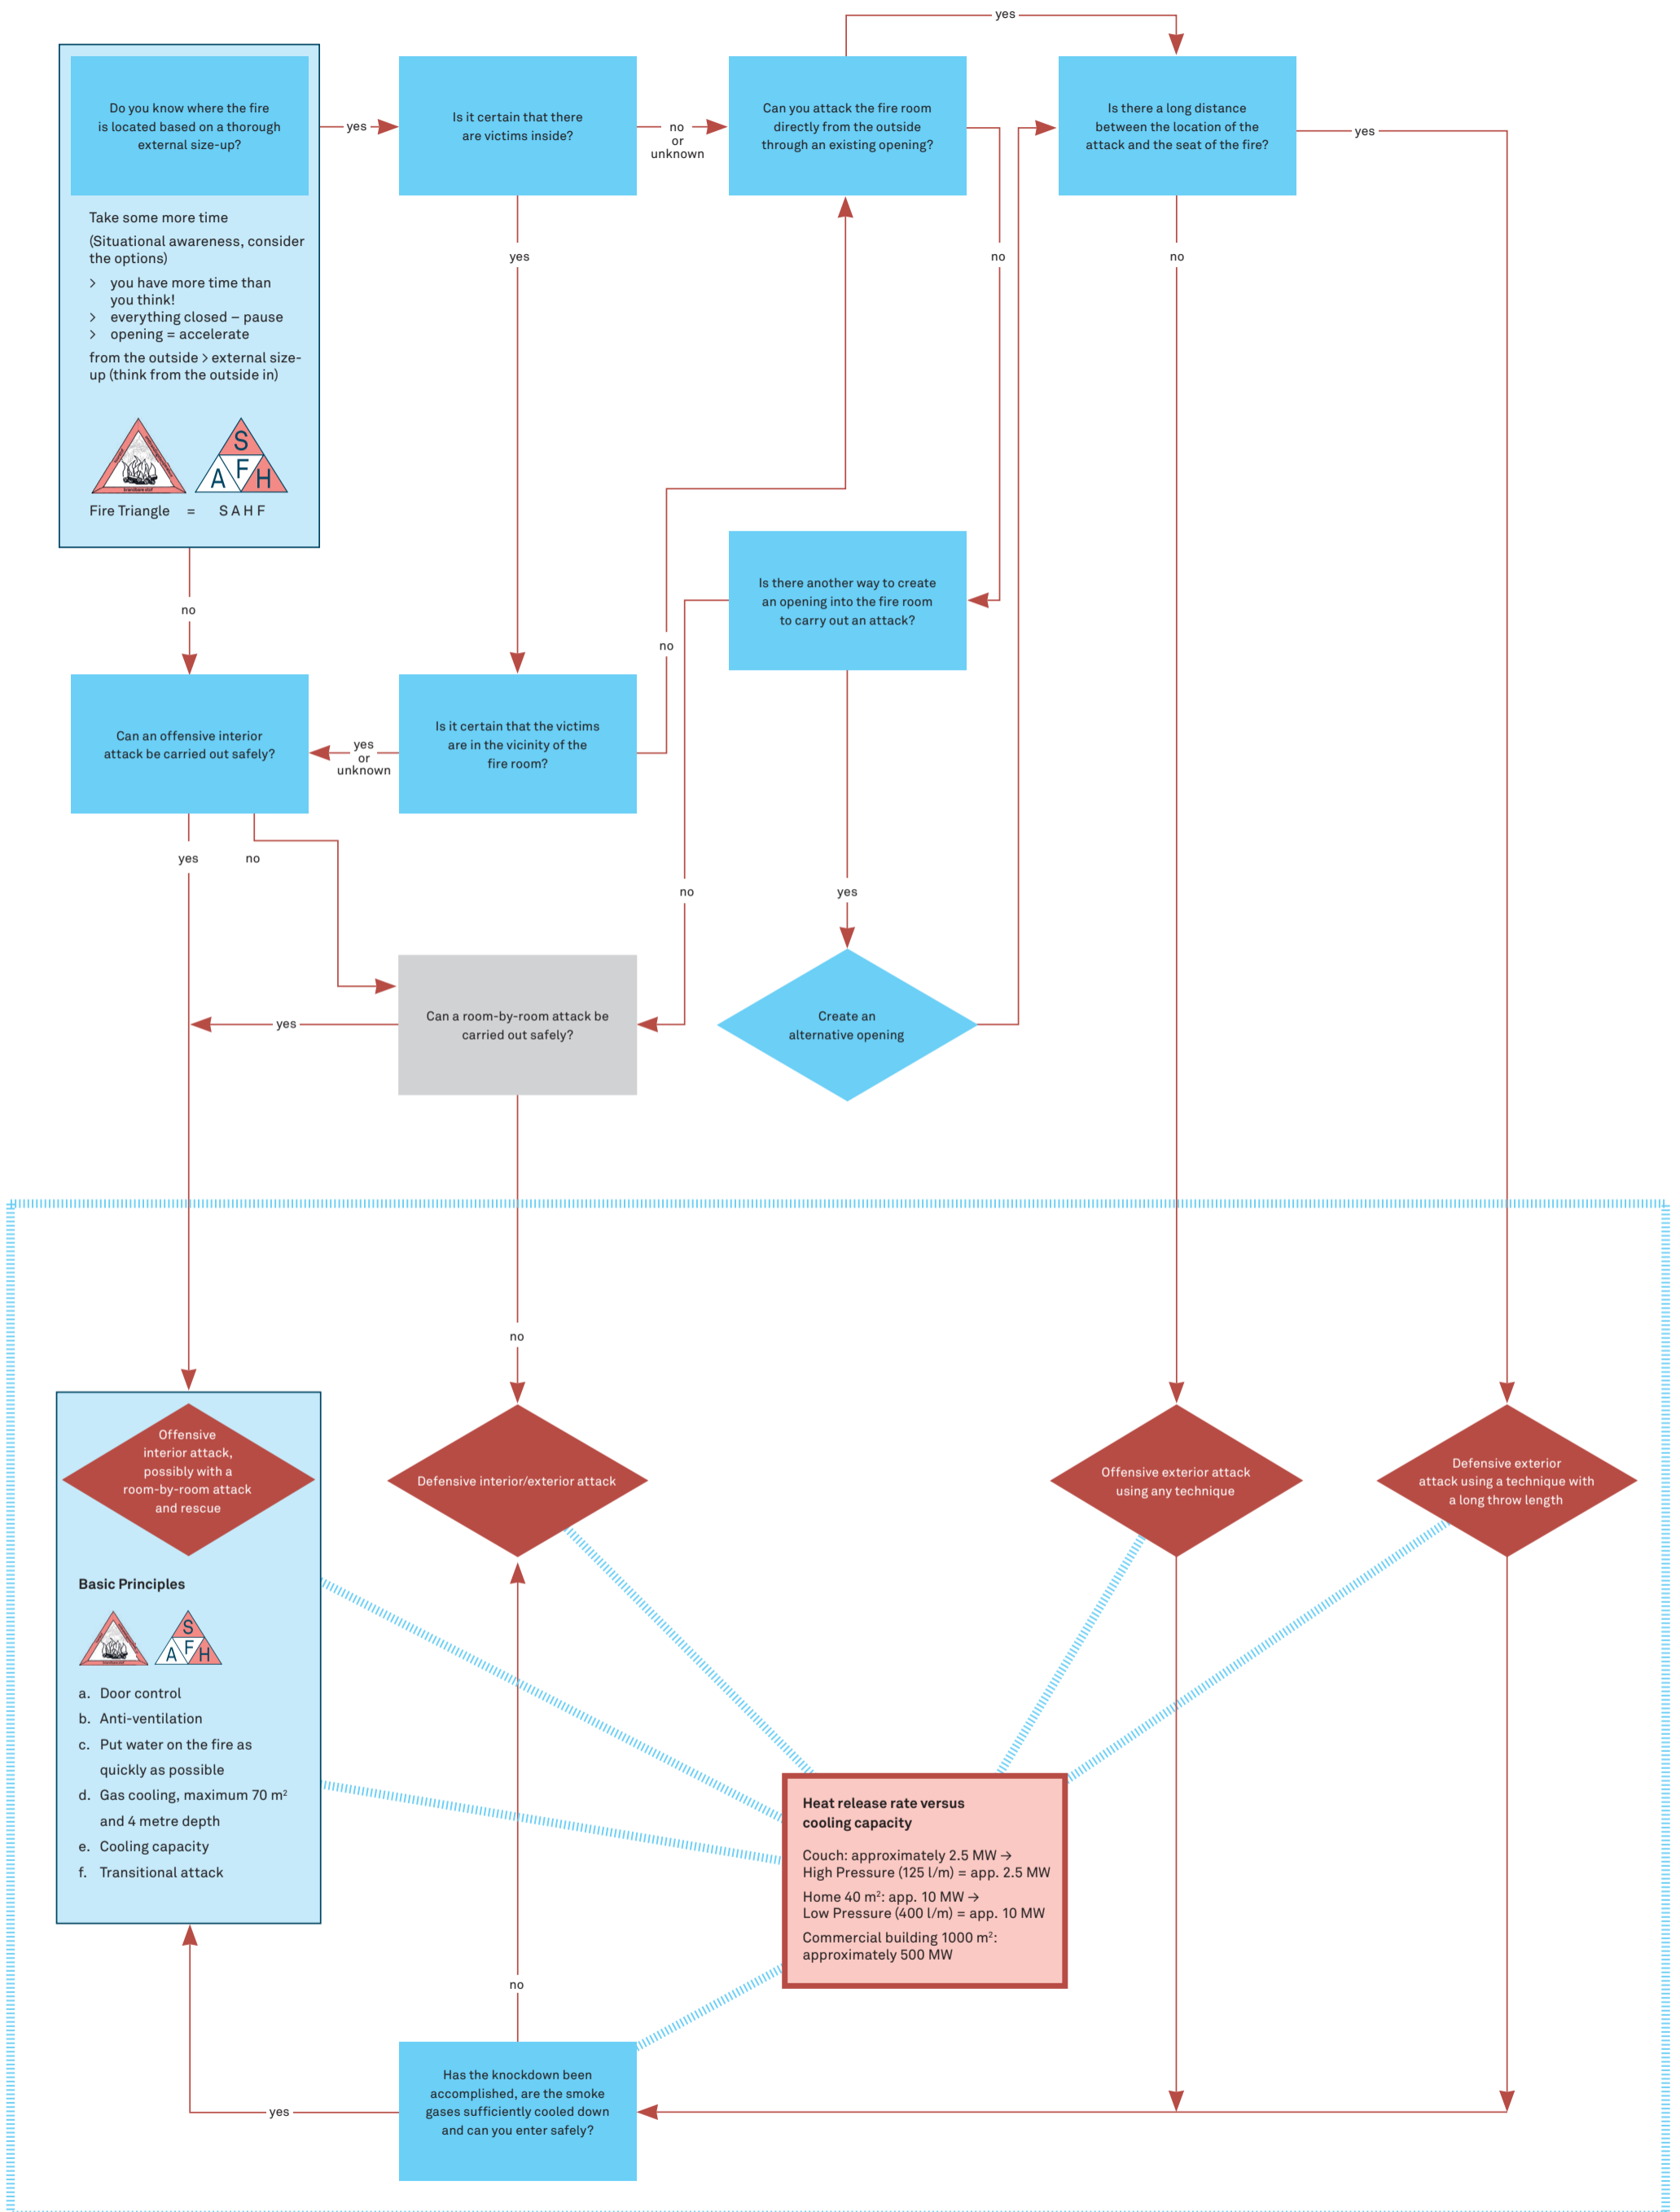 yes
Do you know where the fire
is located based on a thorough
external size-up?
yes
Is it certain that there
are victims inside?
no
or
unknown
Can you attack the fire room
directly from the outside
through an existing opening?
Is there a long distance
between the location of the
attack and the seat of the fire?
yes
Take some more time
(Situational awareness, consider
the options)
> you have more time than
you think!
> everything closed – pause
> opening = accelerate
from the outside > external size-
up (think from the outside in)
S
A F H
Fire Triangle = S A H F
yes
no
no
no
Is there another way to create
an opening into the fire room
to carry out an attack?
no
Can an offensive interior
attack be carried out safely?
yes
or
unknown
Is it certain that the victims
are in the vicinity of the
fire room?
yes
no
no
yes
Can a room-by-room attack be
carried out safely?
yes
Create an
alternative opening
no
Offensive
interior attack,
possibly with a
room-by-room attack
and rescue
Defensive interior/exterior attack
Offensive exterior attack
using any technique
Defensive exterior
attack using a technique with
a long throw length
Basic Principles
S
A F H
a. Door control
b. Anti-ventilation
c. Put water on the fire as
quickly as possible
d. Gas cooling, maximum 70 m²
and 4 metre depth
e. Cooling capacity
f. Transitional attack
Heat release rate versus
cooling capacity
Couch: approximately 2.5 MW →
High Pressure (125 l/m) = app. 2.5 MW
Home 40 m²: app. 10 MW →
Low Pressure (400 l/m) = app. 10 MW
Commercial building 1000 m²:
approximately 500 MW
no
Has the knockdown been
accomplished, are the smoke
gases sufficiently cooled down
and can you enter safely?
yes